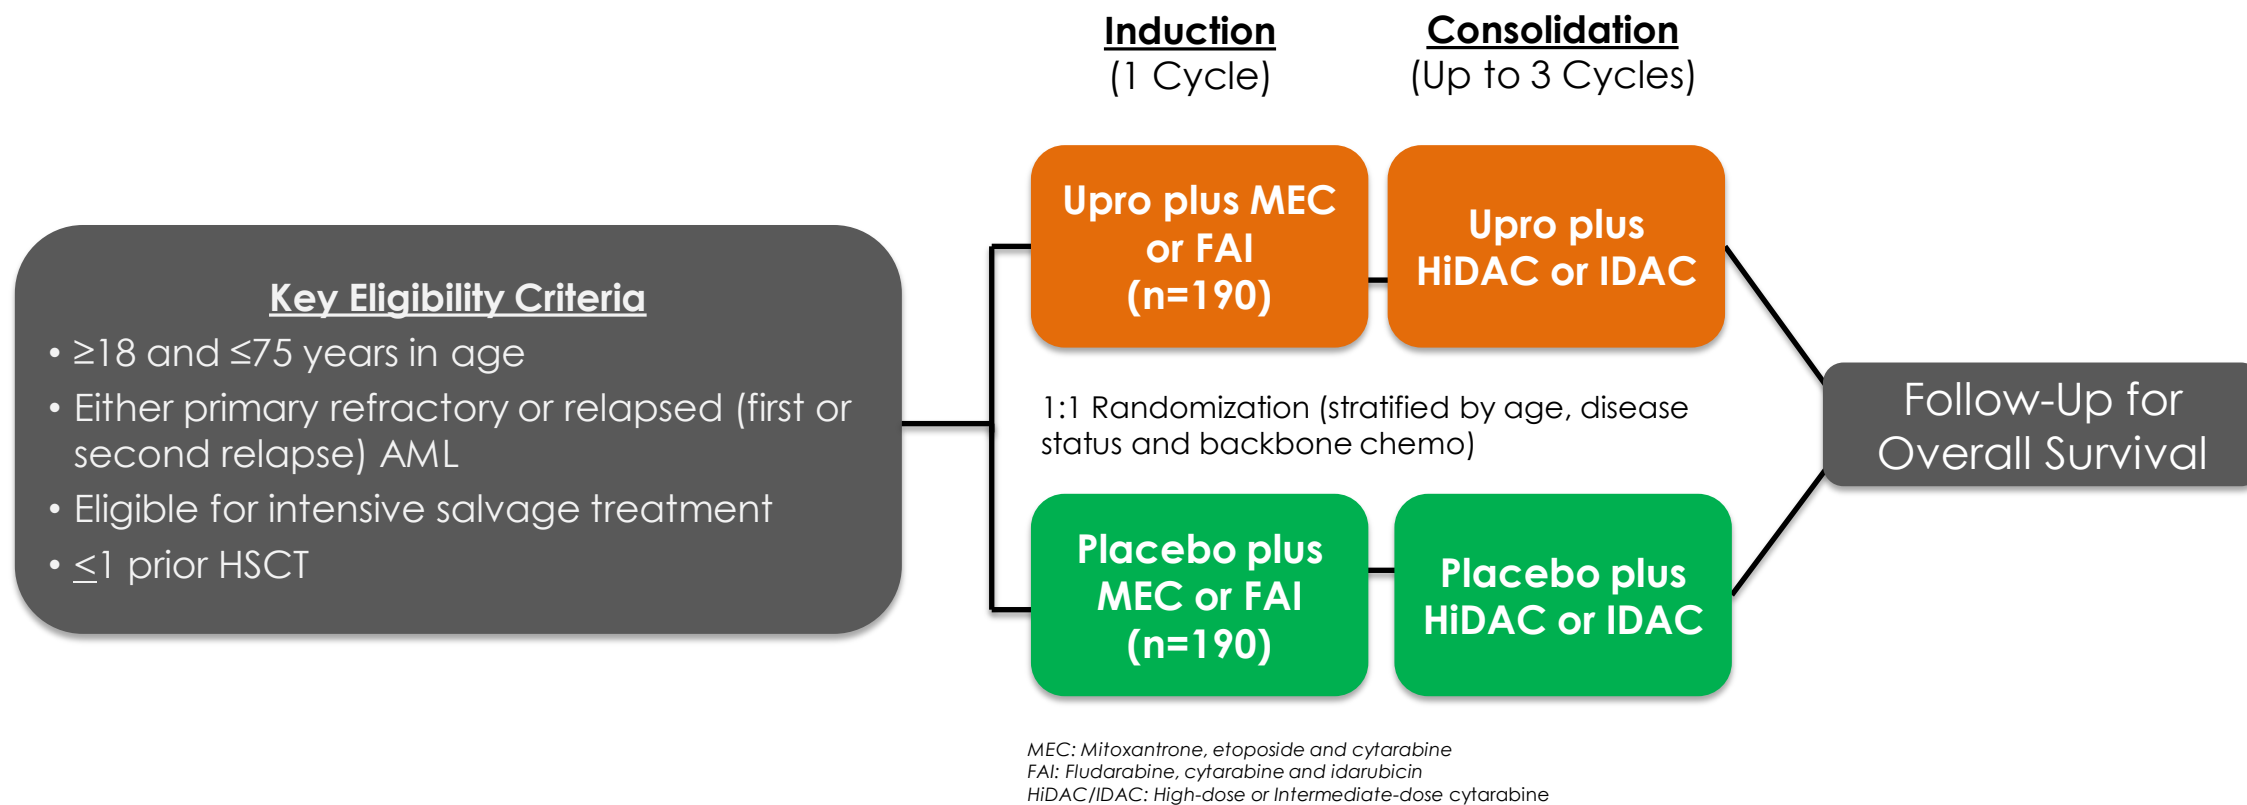 Induction
(1 Cycle)
Consolidation
(Up to 3 Cycles)
Key Eligibility Criteria
• ≥18 and ≤75 years in age
• Either primary refractory or relapsed (first or
second relapse) AML
• Eligible for intensive salvage treatment
• <1 prior HSCT
Upro plus MEC
or FAI
(n=190)
Upro plus
HiDAC or IDAC
1:1 Randomization (stratified by age, disease
status and backbone chemo)
Placebo plus
MEC or FAI
(n=190)
Placebo plus
HiDAC or IDAC
Follow-Up for
Overall Survival
MEC: Mitoxantrone, etoposide and cytarabine
FAI: Fludarabine, cytarabine and idarubicin
HiDAC/IDAC: High-dose or Intermediate-dose cytarabine